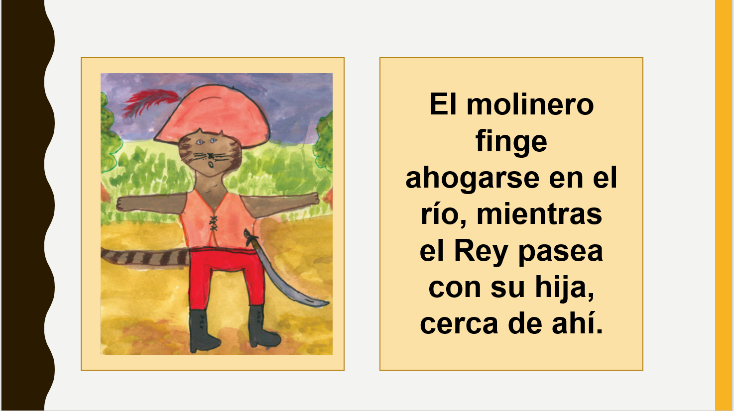 El molinero
finge
ahogarse en el
río, mientras
el Rey pasea
con su hija,
cerca de ahí.